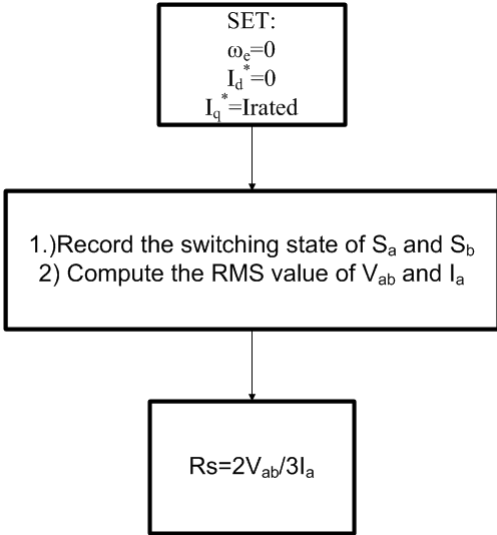 SET:
ωe=0
Id*=0
Iq*=Irated
1.)Record the switching state of Sa and Sb
2) Compute the RMS value of Vab and Ia
Rs=2Vab/3Ia